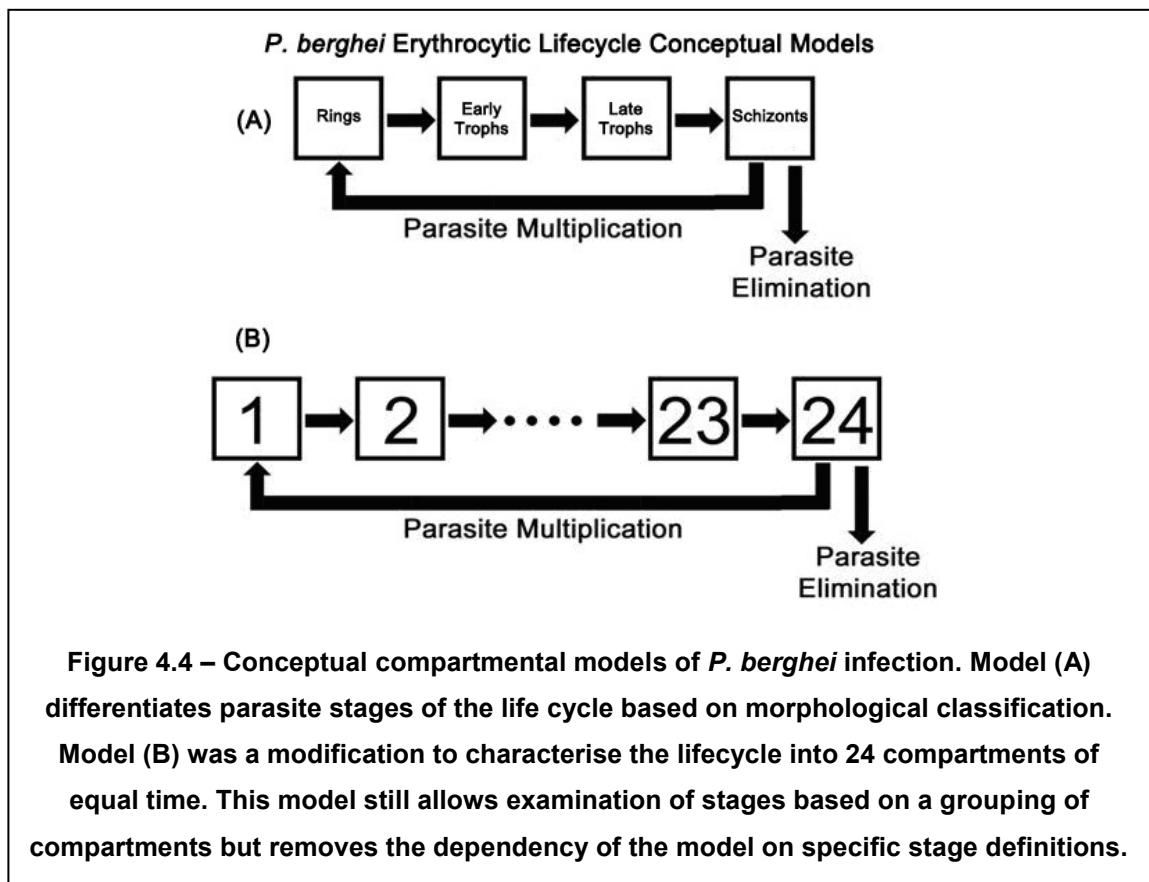 P. berghei Erythrocytic Lifecycle Conceptual Models
(A)
Rings
Early
Trophs
Late
Trophs
Schizonts
Parasite Multiplication
Parasite
Elimination
(B)
1
2
23
24
Parasite Multiplication
Parasite
Elimination
Figure 4.4 – Conceptual compartmental models of P. berghei infection. Model (A)
differentiates parasite stages of the life cycle based on morphological classification.
Model (B) was a modification to characterise the lifecycle into 24 compartments of
equal time. This model still allows examination of stages based on a grouping of
compartments but removes the dependency of the model on specific stage definitions.